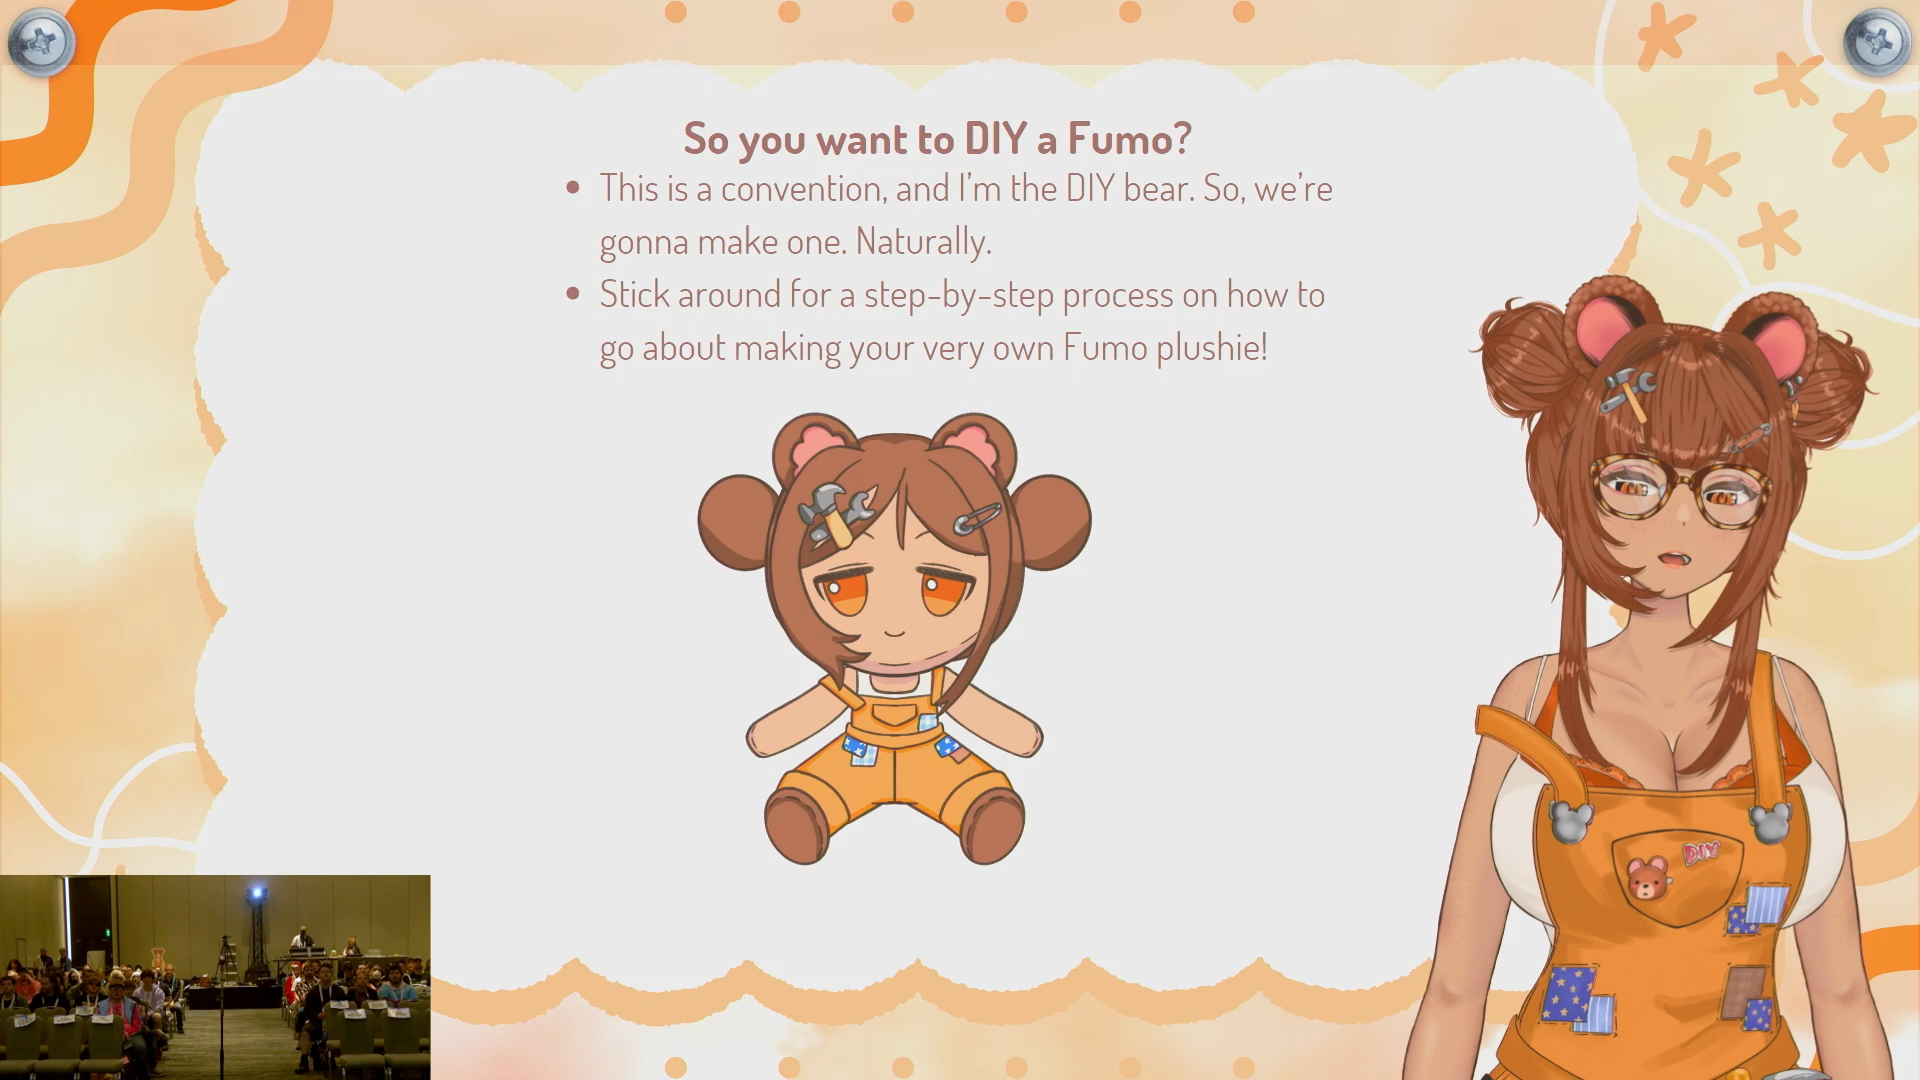 So you want to DIY a Fumo?
This is a convention, and I'm the DIY bear. So, we're
gonna make one. Naturally.
Stick around for a step-by-step process on how to
go about making your very own Fumo plushie!
DIY